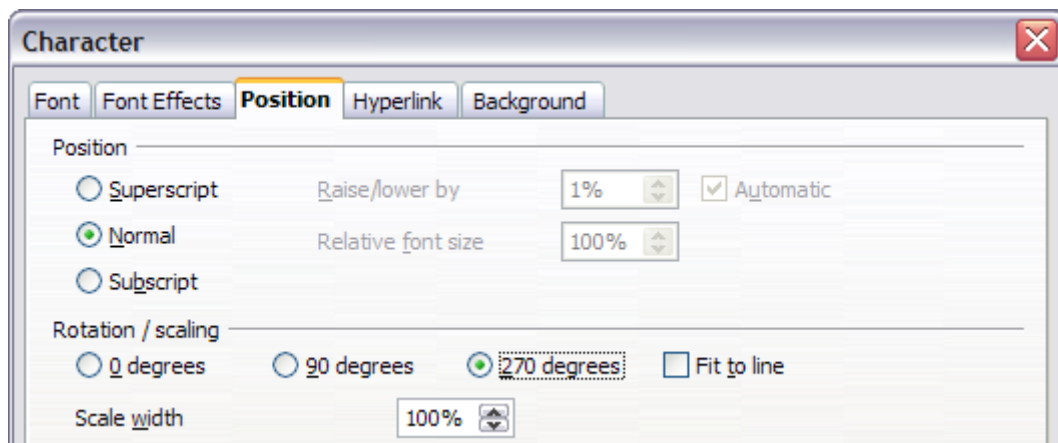 Character
Font Font Effects Position Hyperlink Background
Position
Superscript Raise/lower by 1% Automatic
Normal Relative font size 100%
Subscript
Rotation / scaling
0 degrees 90 degrees 270 degrees Fit to line
Scale width 100%